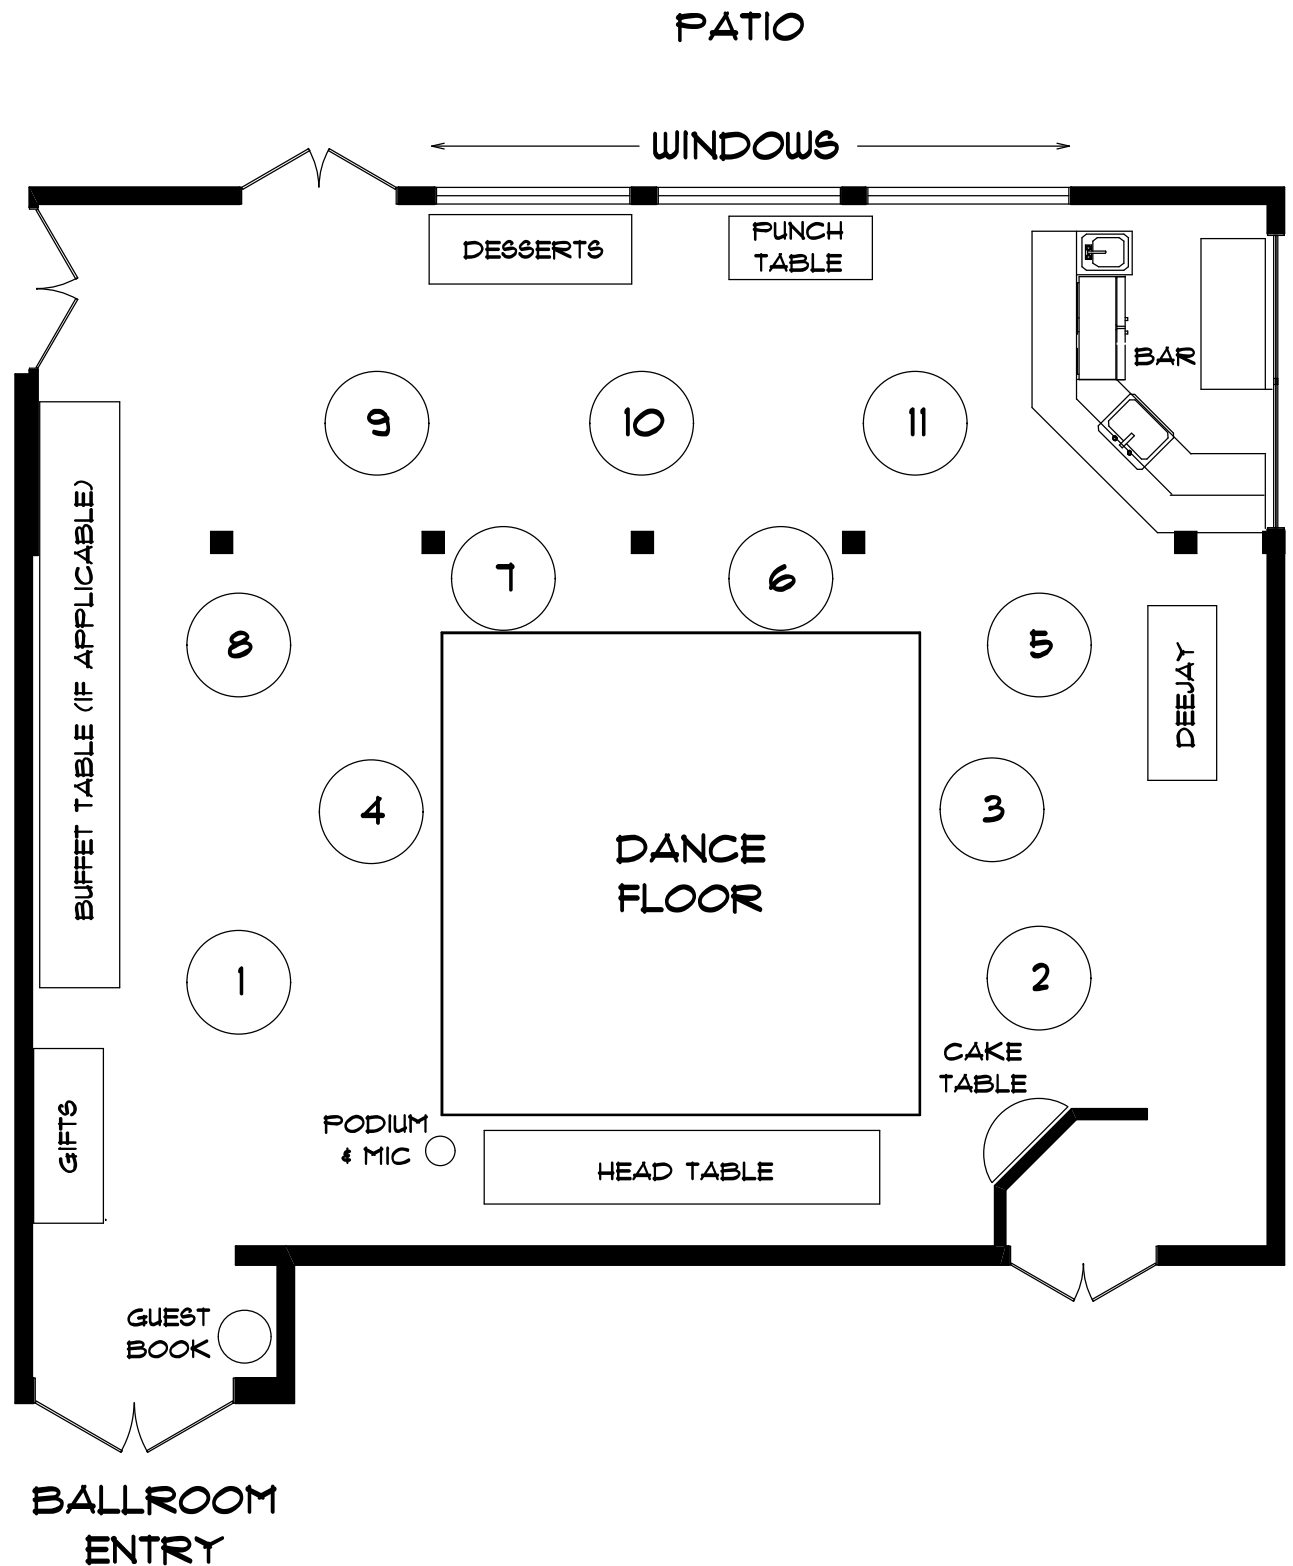 PATIO
WINDOWS
DESSERTS
PUNCH
TABLE
BAR
9
10
11
7
6
8
5
BUFFET TABLE (IF APPLICABLE)
DEEJAY
4
3
DANCE
FLOOR
1
2
CAKE
TABLE
GIFTS
PODIUM
& MIC
HEAD TABLE
GUEST
BOOK
BALLROOM
ENTRY